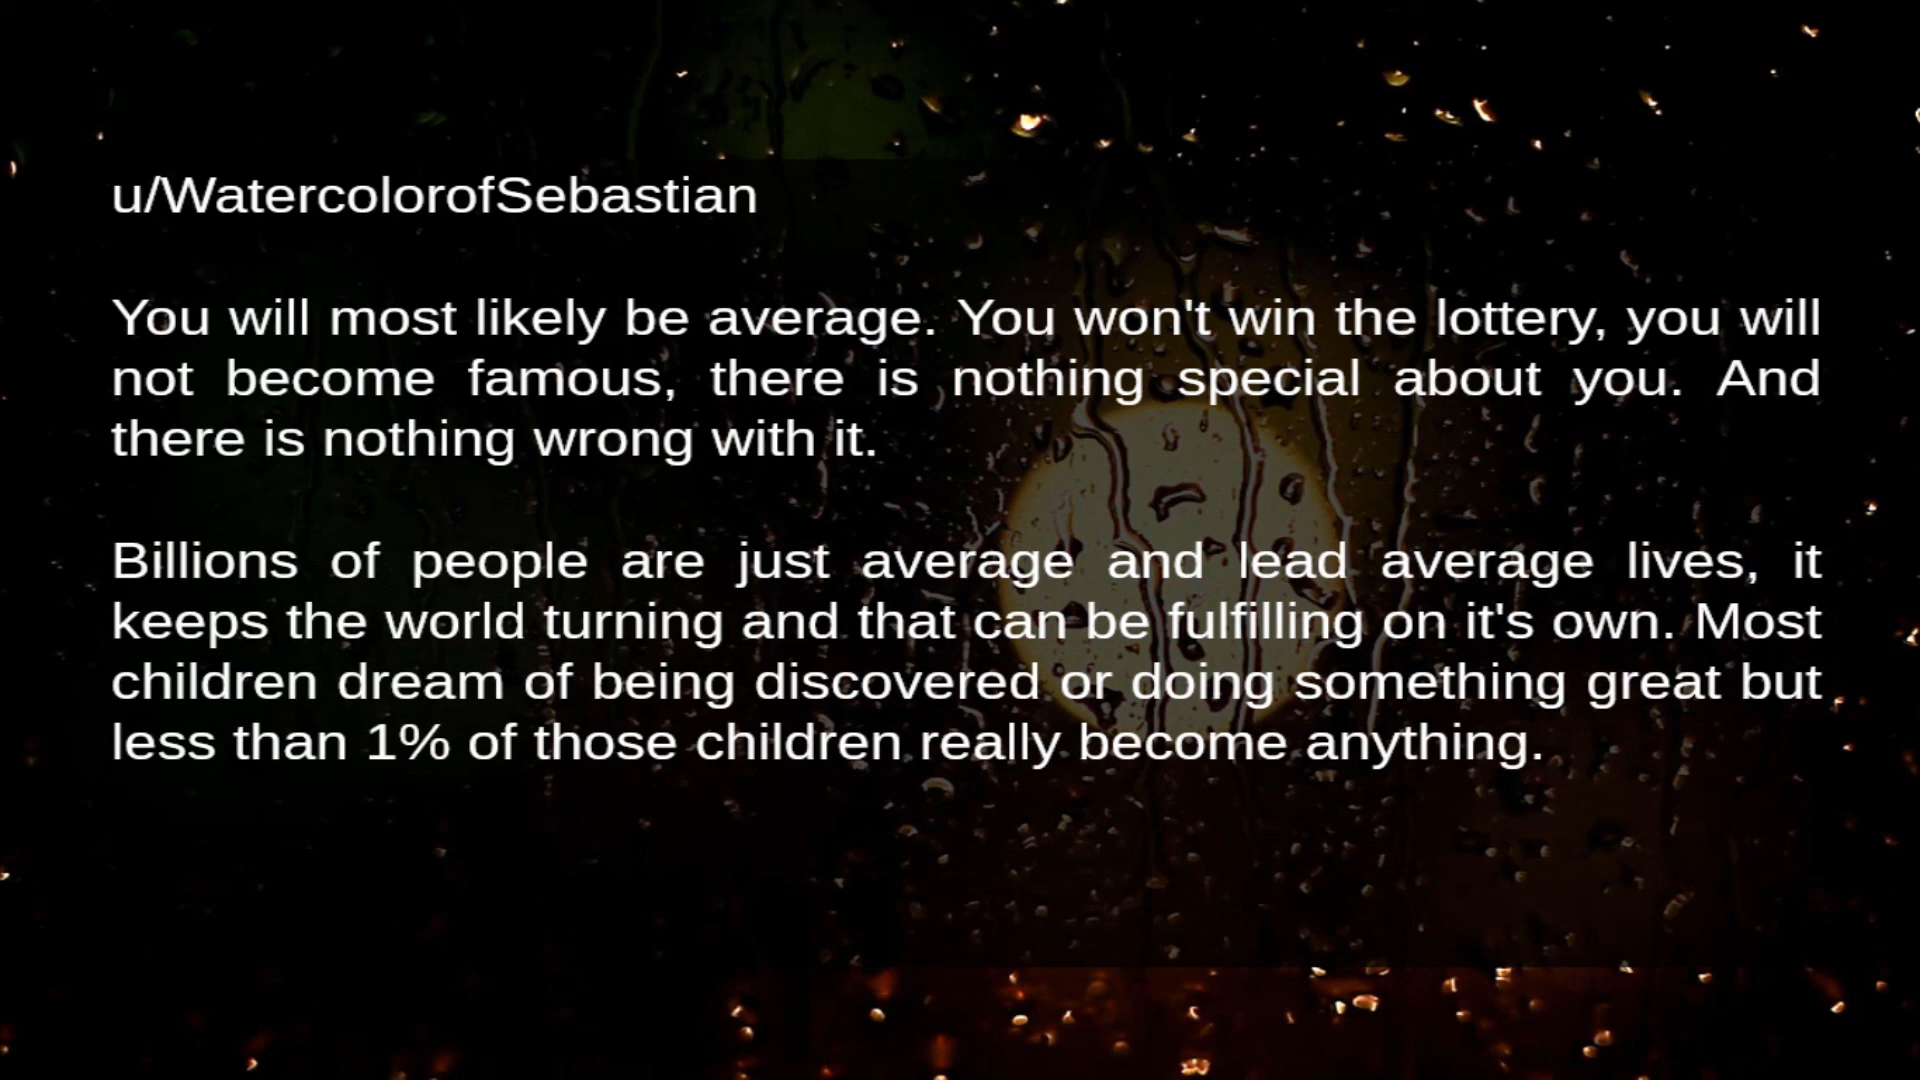 u/WatercolorofSebastian
You will most likely be average. You won't win the lottery, you will
not become famous, there is nothing special about you. And
there is nothing wrong with it.
Billions of people are just average and lead average lives, it
keeps the world turning and that can be fulfilling on it's own. Most
children dream of being discovered or doing something great but
less than 1% of those children really become anything.